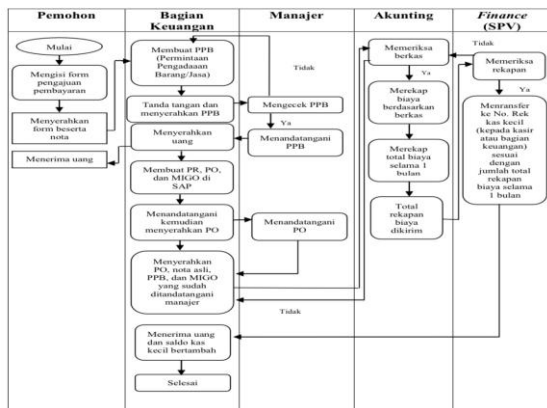 Pemohon
Bagian
Keuangan
Manajer
Akunting
Finance
(SPV)
Mulai
Mengisi form
pengajuan
pembayaran
Menyerahkan
form beserta
nota
Menerima uang
Membuat PPB
(Permintaan
Pengadaaan
Barang/Jasa)
Tanda tangan dan
menyerahkan PPB
Menyerahkan
uang
Membuat PR, PO,
dan MIGO di
SAP
Menandatangani
kemudian
menyerahkan PO
Menyerahkan
PO, nota asli,
PPB, dan MIGO
yang sudah
ditandatangani
manajer
Menerima uang
dan saldo kas
kecil bertambah
Selesai
Tidak
Mengecek PPB
Ya
Menandatangani
PPB
Menandatangani
PO
Tidak
Memeriksa
berkas
Ya
Merekap
biaya
berdasarkan
berkas
Merekap
total biaya
selama 1
bulan
Total
rekapan
biaya
dikirim
Tidak
Memeriksa
rekapan
Ya
Menransfer
ke No. Rek
kas kecil
(kepada kasir
atau bagian
keuangan)
sesuai
dengan
jumlah total
rekapan
biaya selama
1 bulan